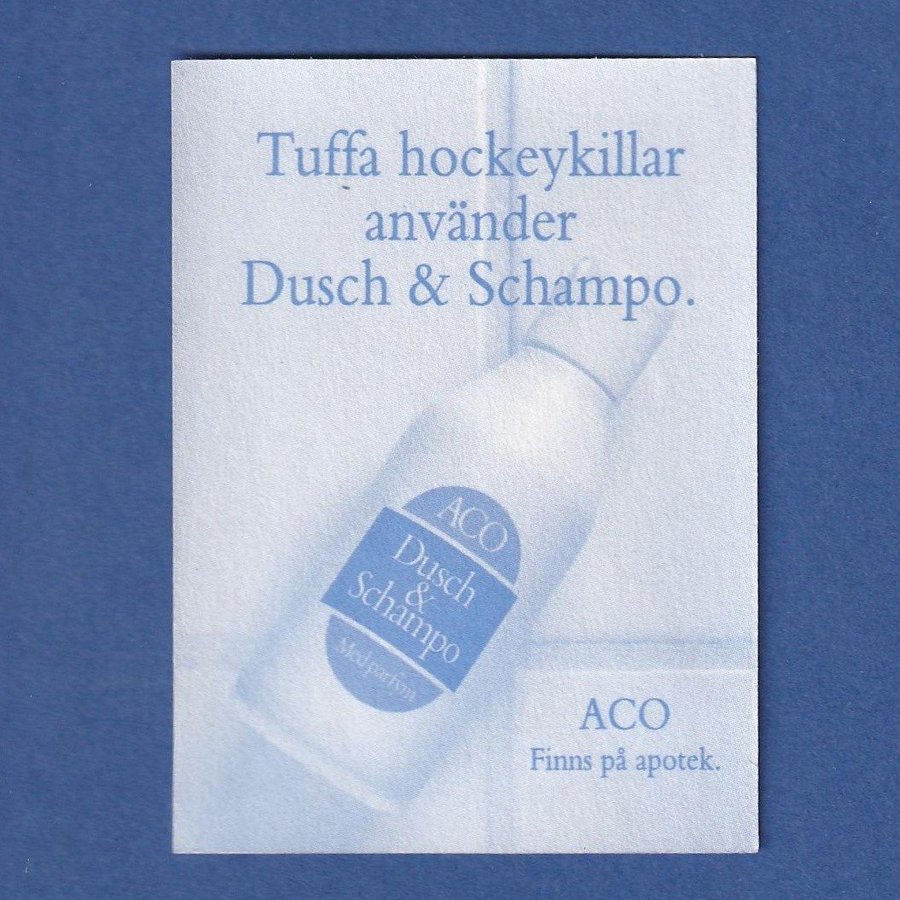 Tuffa hockeykillar
använder
Dusch & Schampo.
ACO
Dusch
&
Schampo
Med parfym
ACO
Finns på apotek.